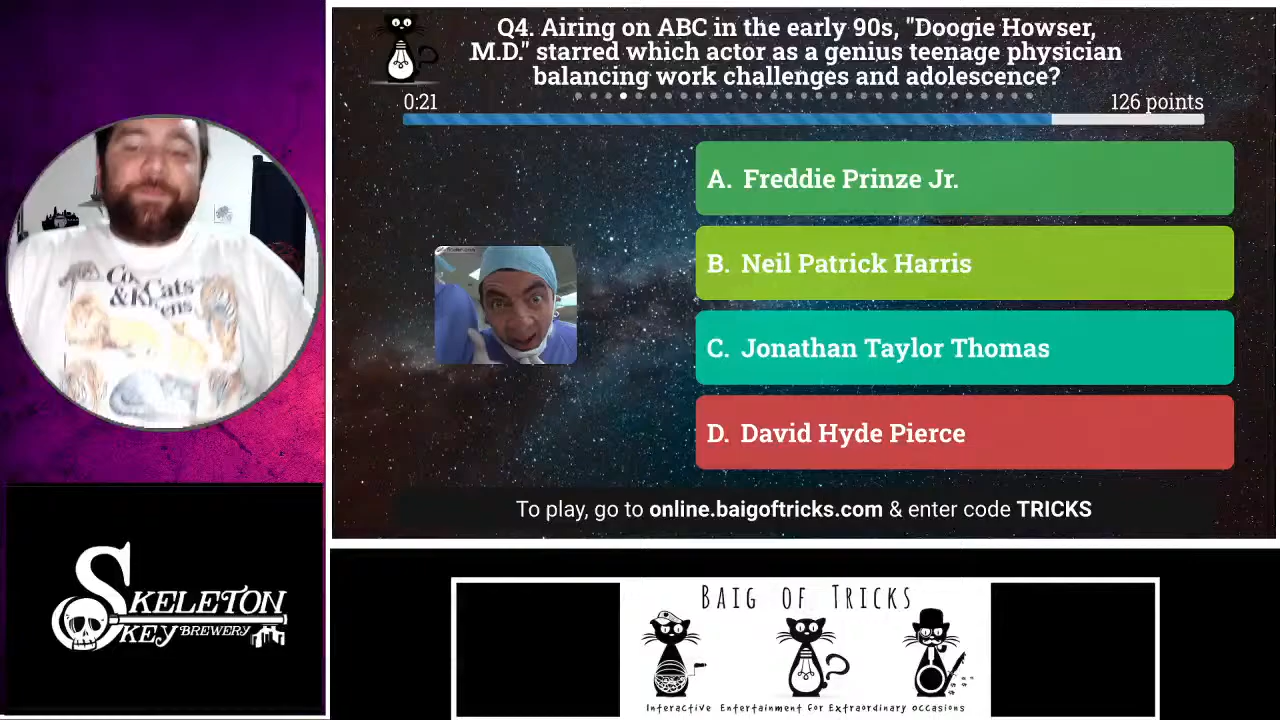 Q4. Airing on ABC in the early 90s, "Doogie Howser,
M.D." starred which actor as a genius teenage physician
balancing work challenges and adolescence?
0:21
126 points
A. Freddie Prinze Jr.
B. Neil Patrick Harris
C. Jonathan Taylor Thomas
D. David Hyde Pierce
To play, go to online.baigoftricks.com & enter code TRICKS
Cats
SKELETON
KEY BREWERY
BAIG OF TRICKS
Interactive Entertainment for Extraordinary Occasions